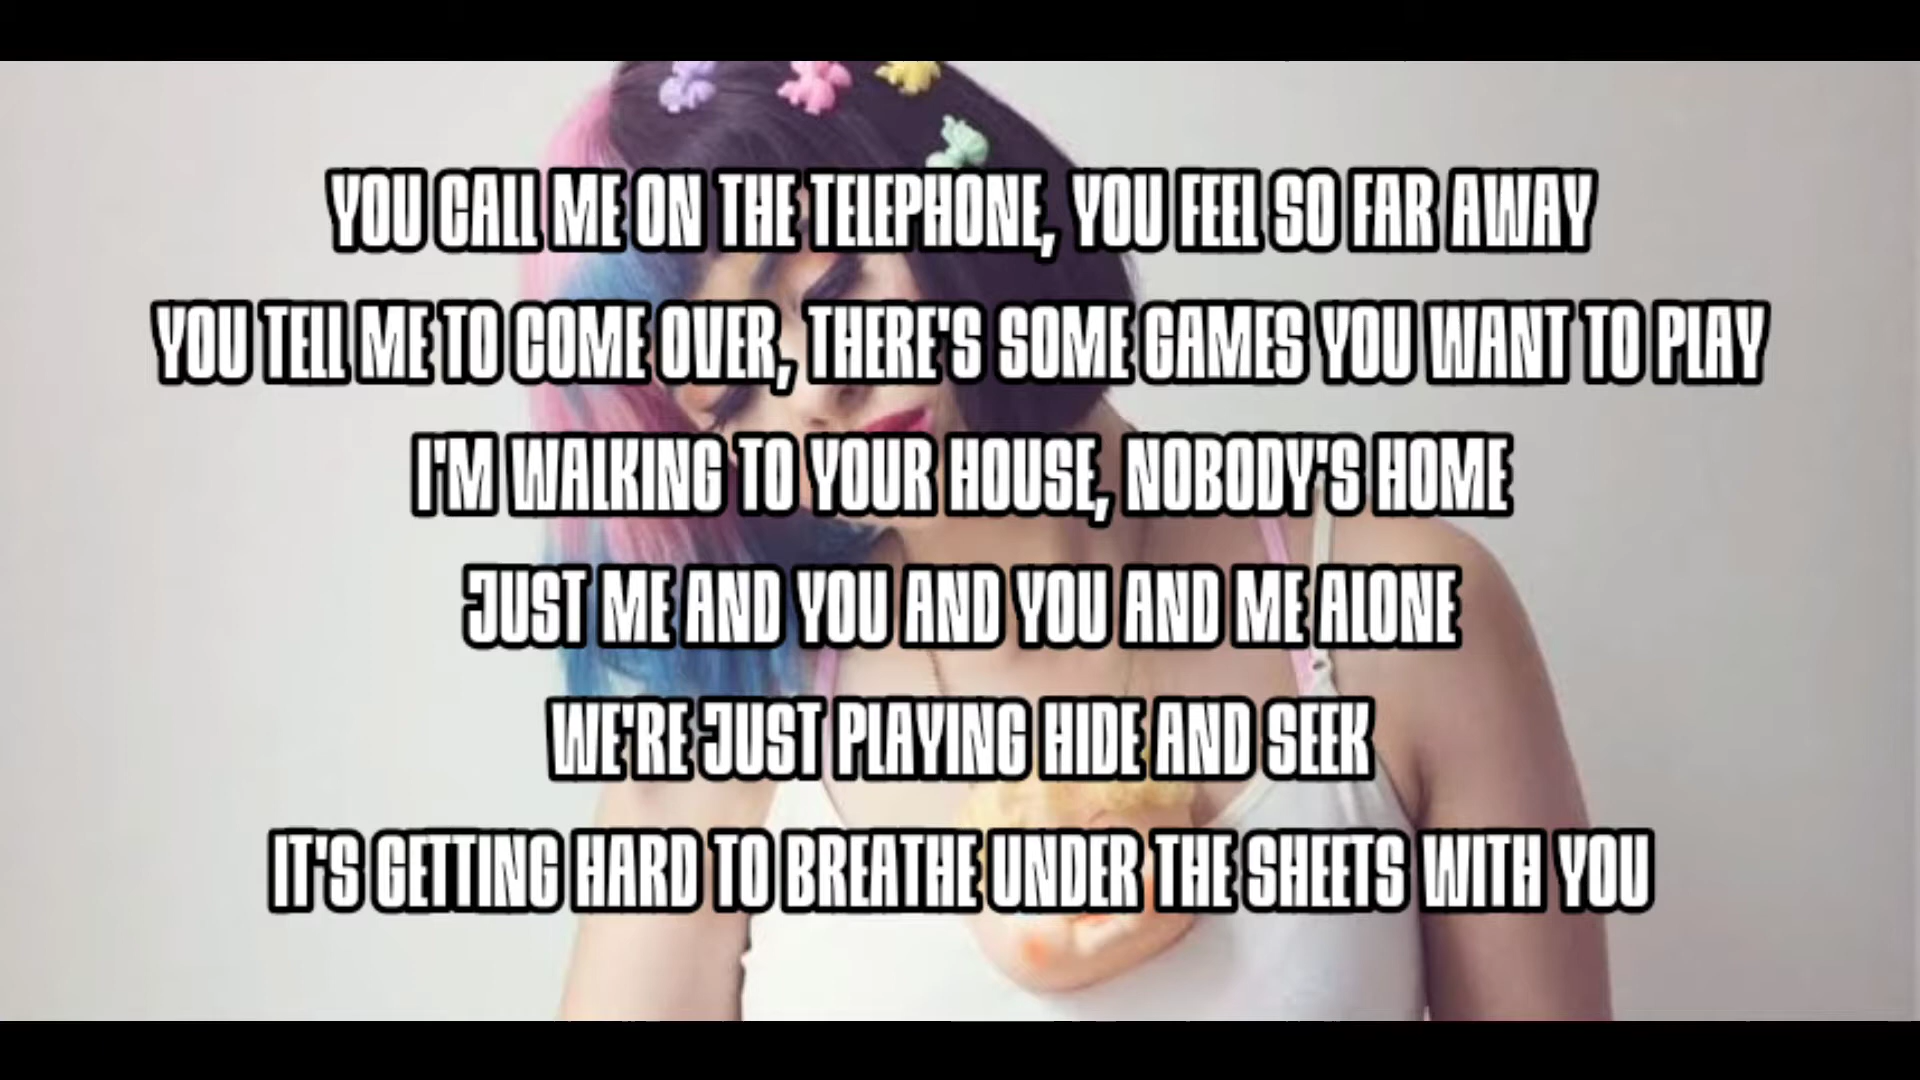 YOU CALL ME ON THE TELEPHONE, YOU FEEL SO FAR AWAY
YOU TELL ME TO COME OVER, THERE'S SOME GAMES YOU WANT TO PLAY
I'M WALKING TO YOUR HOUSE, NOBODY'S HOME
JUST ME AND YOU AND YOU AND ME ALONE
WE'RE JUST PLAYING HIDE AND SEEK
IT'S GETTING HARD TO BREATHE UNDER THE SHEETS WITH YOU